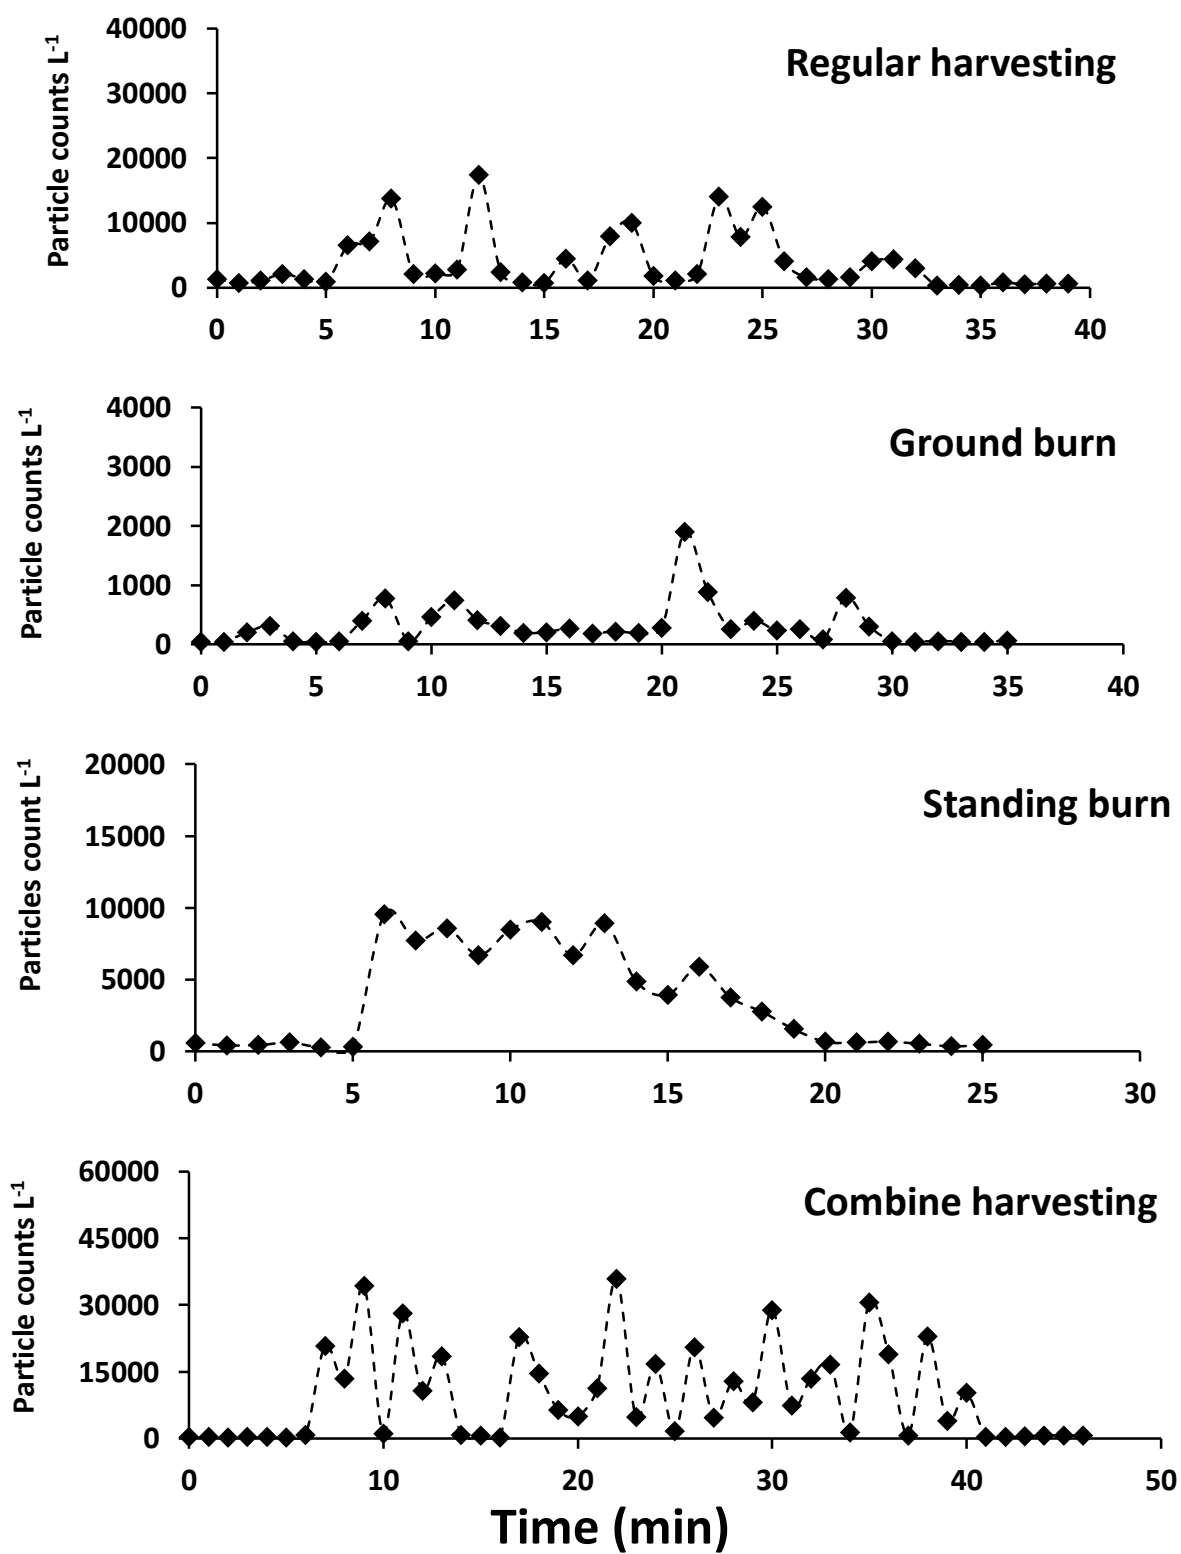 Regular harvesting
Particle counts L-1
40000
30000
20000
10000
0
0 5 10 15 20 25 30 35 40
Ground burn
Particle counts L-1
4000
3000
2000
1000
0
0 5 10 15 20 25 30 35 40
Standing burn
Particles count L-1
20000
15000
10000
5000
0
0 5 10 15 20 25 30
Combine harvesting
Particle counts L-1
60000
45000
30000
15000
0
0 10 20 30 40 50
Time (min)